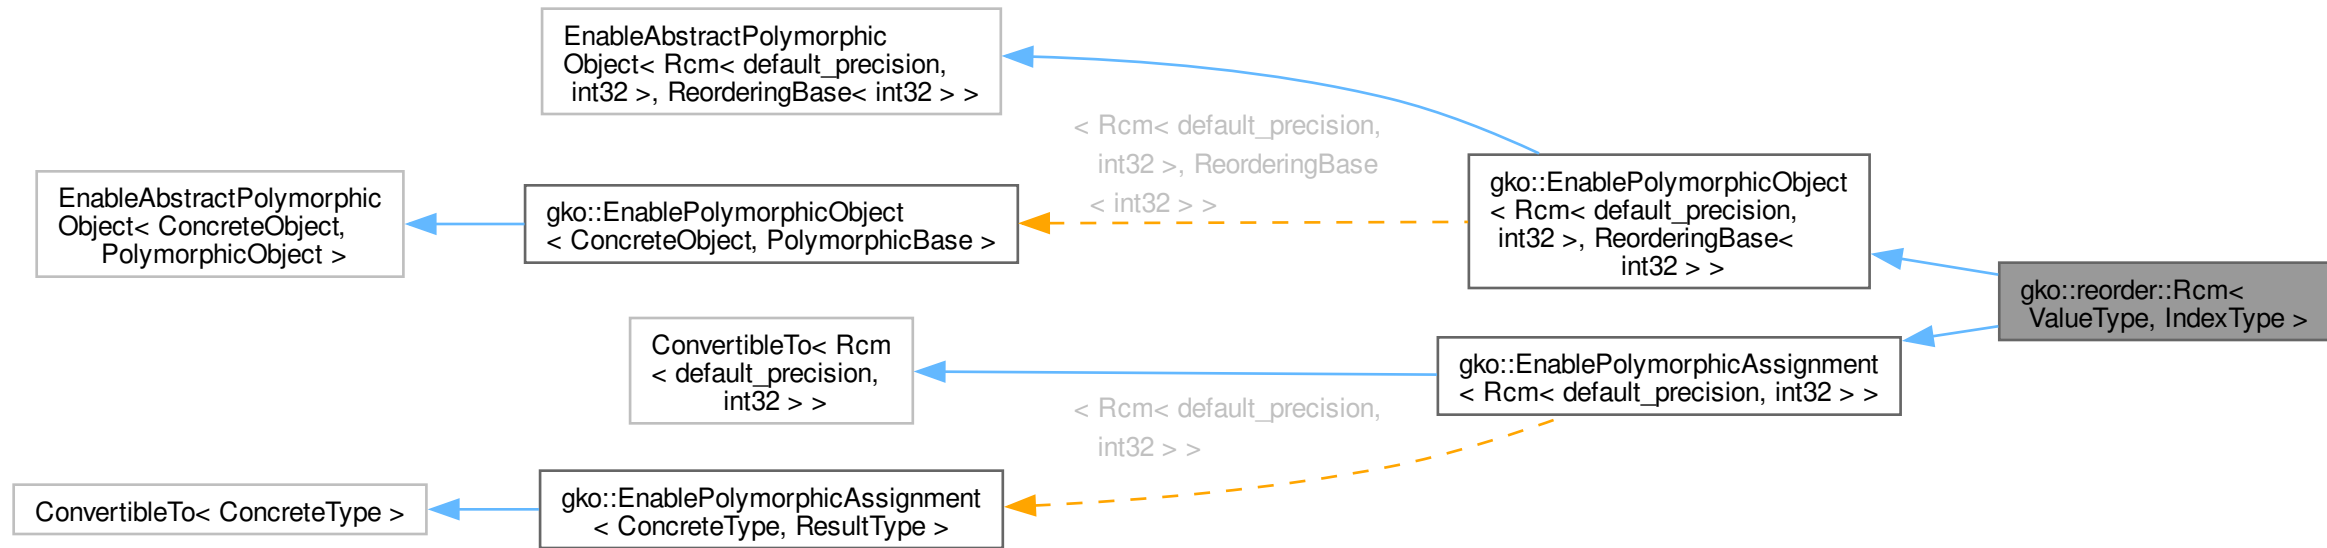 EnableAbstractPolymorphic
Object< Rcm< default_precision,
int32 >, ReorderingBase< int32 > >
< Rcm< default_precision,
int32 >, ReorderingBase
< int32 > >
EnableAbstractPolymorphic
Object< ConcreteObject,
PolymorphicObject >
gko::EnablePolymorphicObject
< ConcreteObject, PolymorphicBase >
gko::EnablePolymorphicObject
< Rcm< default_precision,
int32 >, ReorderingBase<
int32 > >
gko::reorder::Rcm<
ValueType, IndexType >
ConvertibleTo< Rcm
< default_precision,
int32 > >
gko::EnablePolymorphicAssignment
< Rcm< default_precision, int32 > >
< Rcm< default_precision,
int32 > >
ConvertibleTo< ConcreteType >
gko::EnablePolymorphicAssignment
< ConcreteType, ResultType >